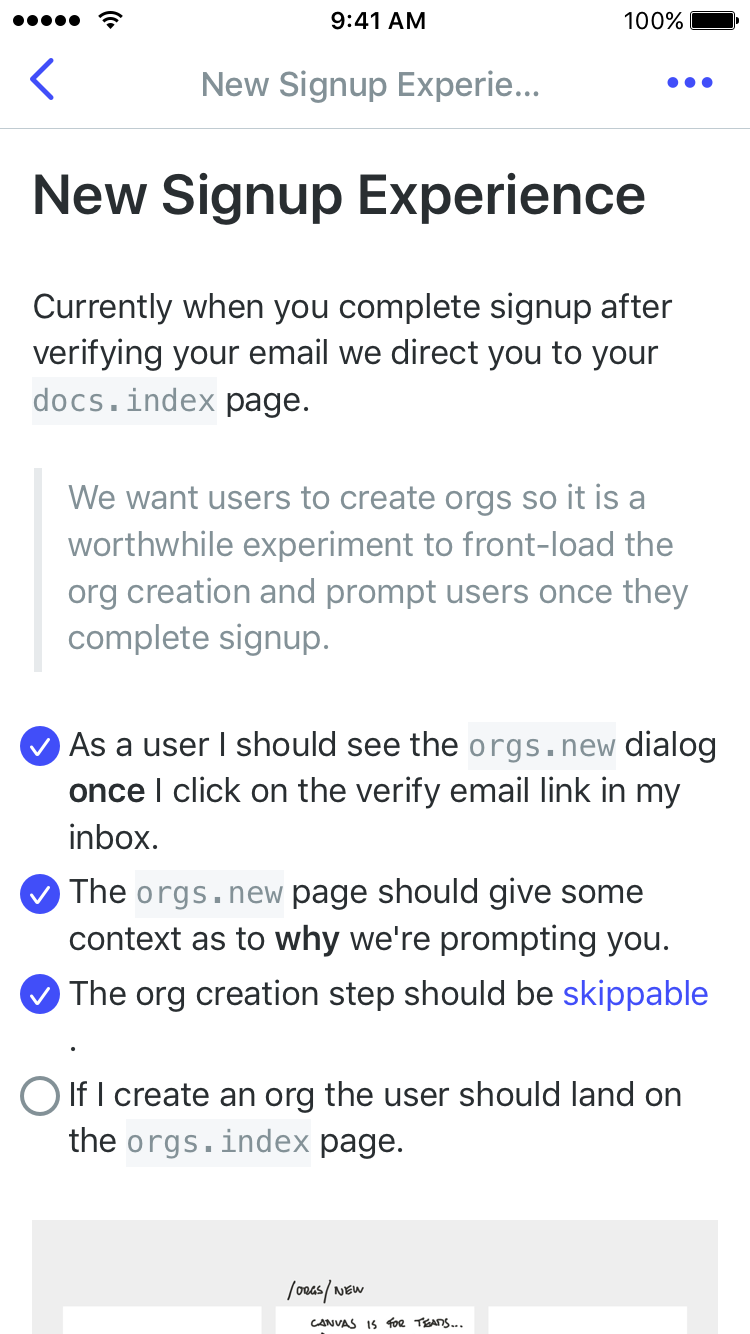 9:41 AM 100%
New Signup Experie...
New Signup Experience
Currently when you complete signup after
verifying your email we direct you to your
docs.index page.
We want users to create orgs so it is a
worthwhile experiment to front-load the
org creation and prompt users once they
complete signup.
As a user I should see the orgs.new dialog
once I click on the verify email link in my
inbox.
The orgs.new page should give some
context as to why we're prompting you.
The org creation step should be skippable
.
If I create an org the user should land on
the orgs.index page.
/ORGS/NEW
CANVAS IS FOR TEAMS...